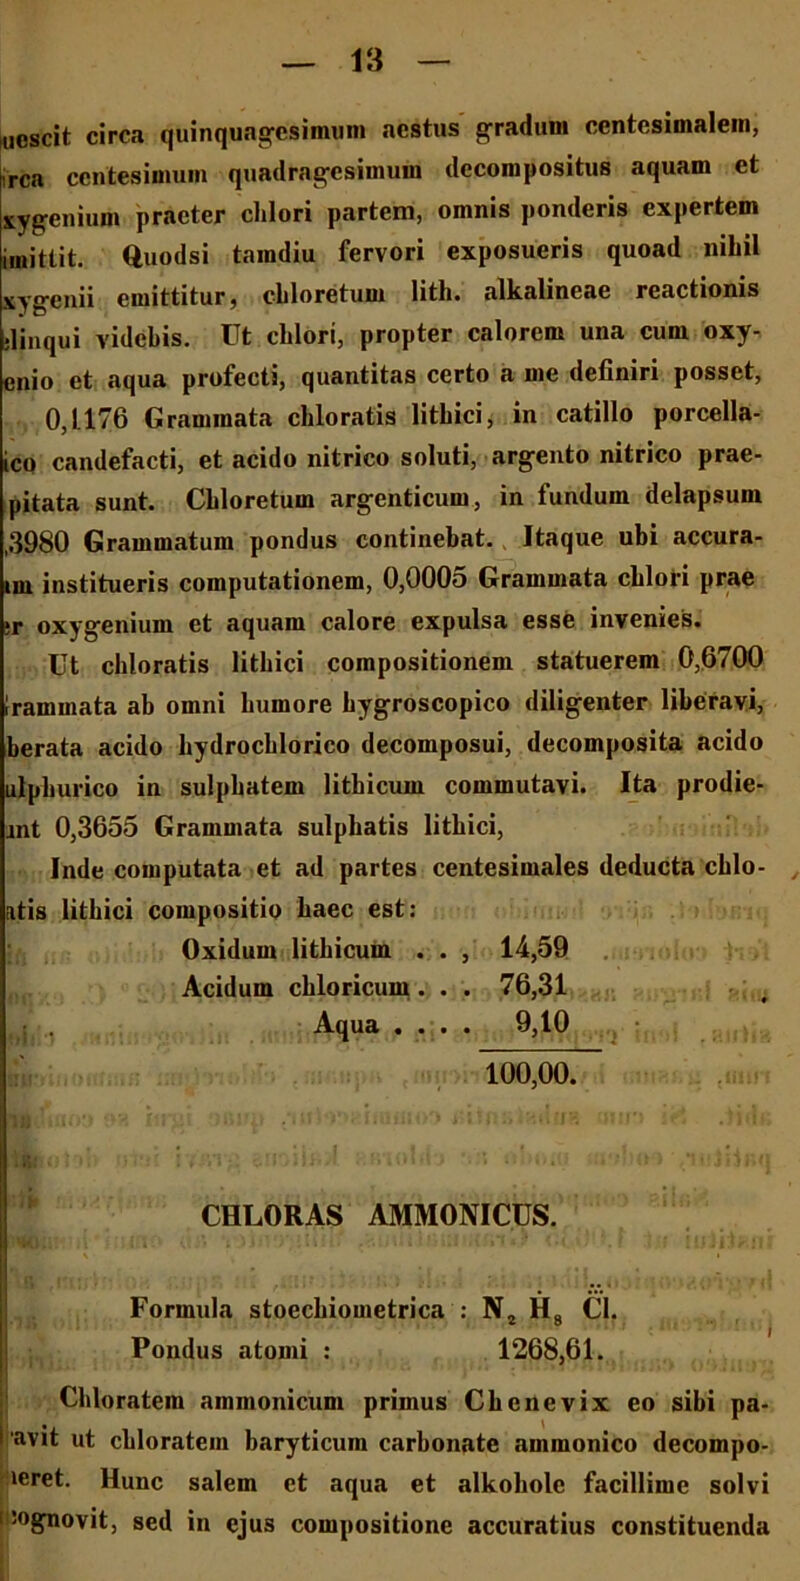 — 13 —
uescit circa quinquagesimum aestus gradum centesimalem,
rca centesimum quadragesimum decompositus aquam et
xygenium praeter chlori partem, omnis ponderis expertem
imittit. Quodsi tamdiu fervori exposueris quoad nihil
xygenii emittitur, chloretum lith. alkalineae reactionis
linqui videbis. Ut chlori, propter calorem una cum oxy-
enio et aqua profecti, quantitas certo a me definiri posset,
0,1176 Grammata chloratis lithici, in catillo porcella-
ico candefacti, et acido nitrico soluti, argento nitrico prae-
pitata sunt. Chloretum argenticum, in fundum delapsum
,3980 Grammatum pondus continebat. Itaque ubi accura-
im institueris computationem, 0,0005 Grammata chlori prae
er oxygenium et aquam calore expulsa esse invenies.
Ut chloratis lithici compositionem statuerem 0,6700
rammata ab omni humore hygroscopico diligenter liberavi,
berata acido hydrochlorico decomposui, decomposita acido
ulphurico in sulphatem lithicum commutavi. Ita prodie-
int 0,3655 Grammata sulphatis lithici,
Inde computata et ad partes centesimales deducta chlo-
atis lithici compositio haec est:
Oxidum lithicum . . , 14,59
Acidum chloricum . . . 76,31
Aqua . . . . 9,10
100,00.
CHLORAS AMMONICUS.
Formula stoechiometrica : N₂ H₈ C̈l.
Pondus atomi : 1268,61.
Chloratem ammonicum primus Chenevix eo sibi pa-
avit ut chloratem baryticum carbonate ammonico decompo-
neret. Hunc salem et aqua et alkohole facillime solvi
cognovit, sed in ejus compositione accuratius constituenda